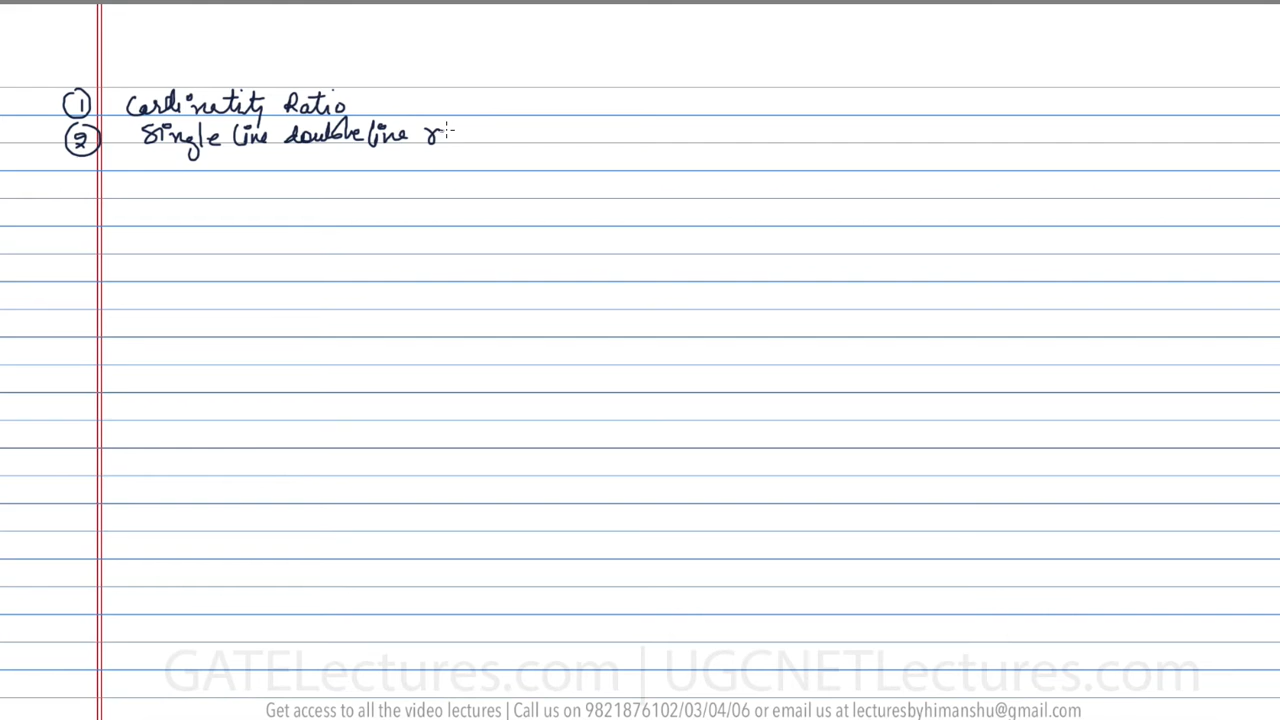 ① Cardinality Ratio
② Single line double line r
GATELectures.com | UGCNETLectures.com
Get access to all the video lectures | Call us on 9821876102/03/04/06 or email us at lecturesbyhimanshu@gmail.com